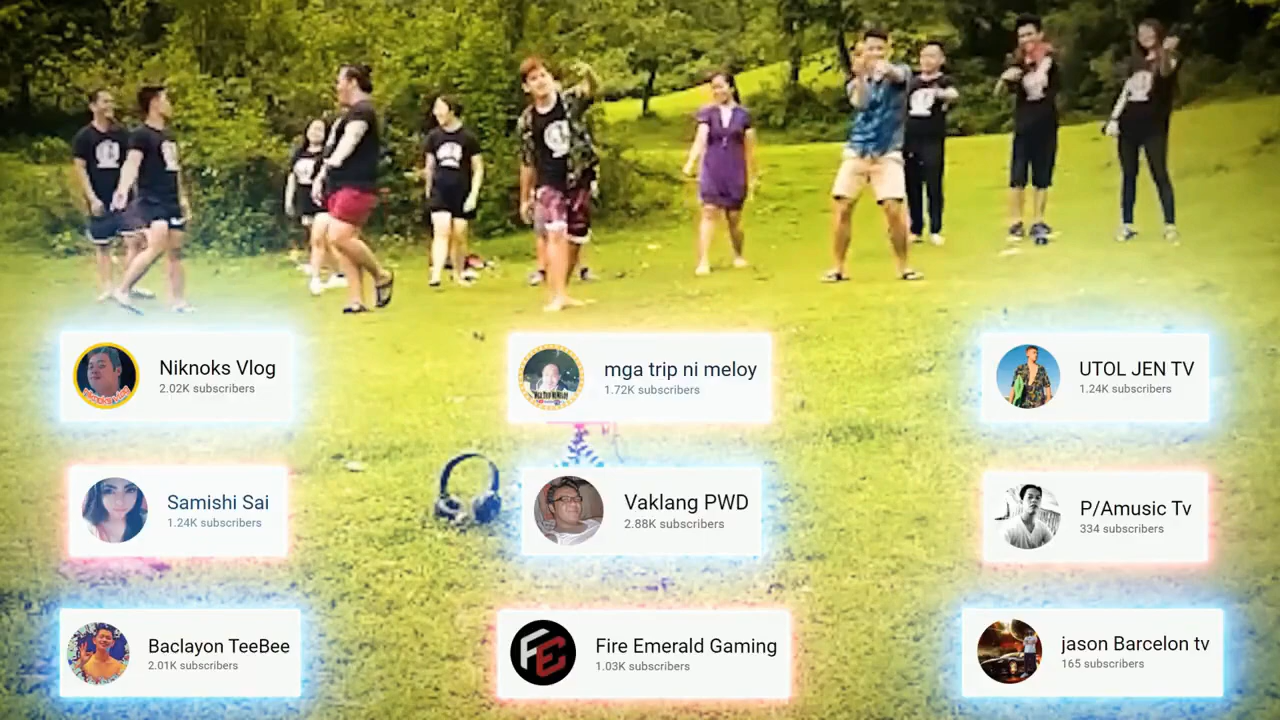 Niknoks Vlog
2.02K subscribers
mga trip ni meloy
1.72K subscribers
UTOL JEN TV
1.24K subscribers
Samishi Sai
1.24K subscribers
Vaklang PWD
2.88K subscribers
P/Amusic Tv
334 subscribers
Baclayon TeeBee
2.01K subscribers
FE
Fire Emerald Gaming
1.03K subscribers
jason Barcelon tv
165 subscribers